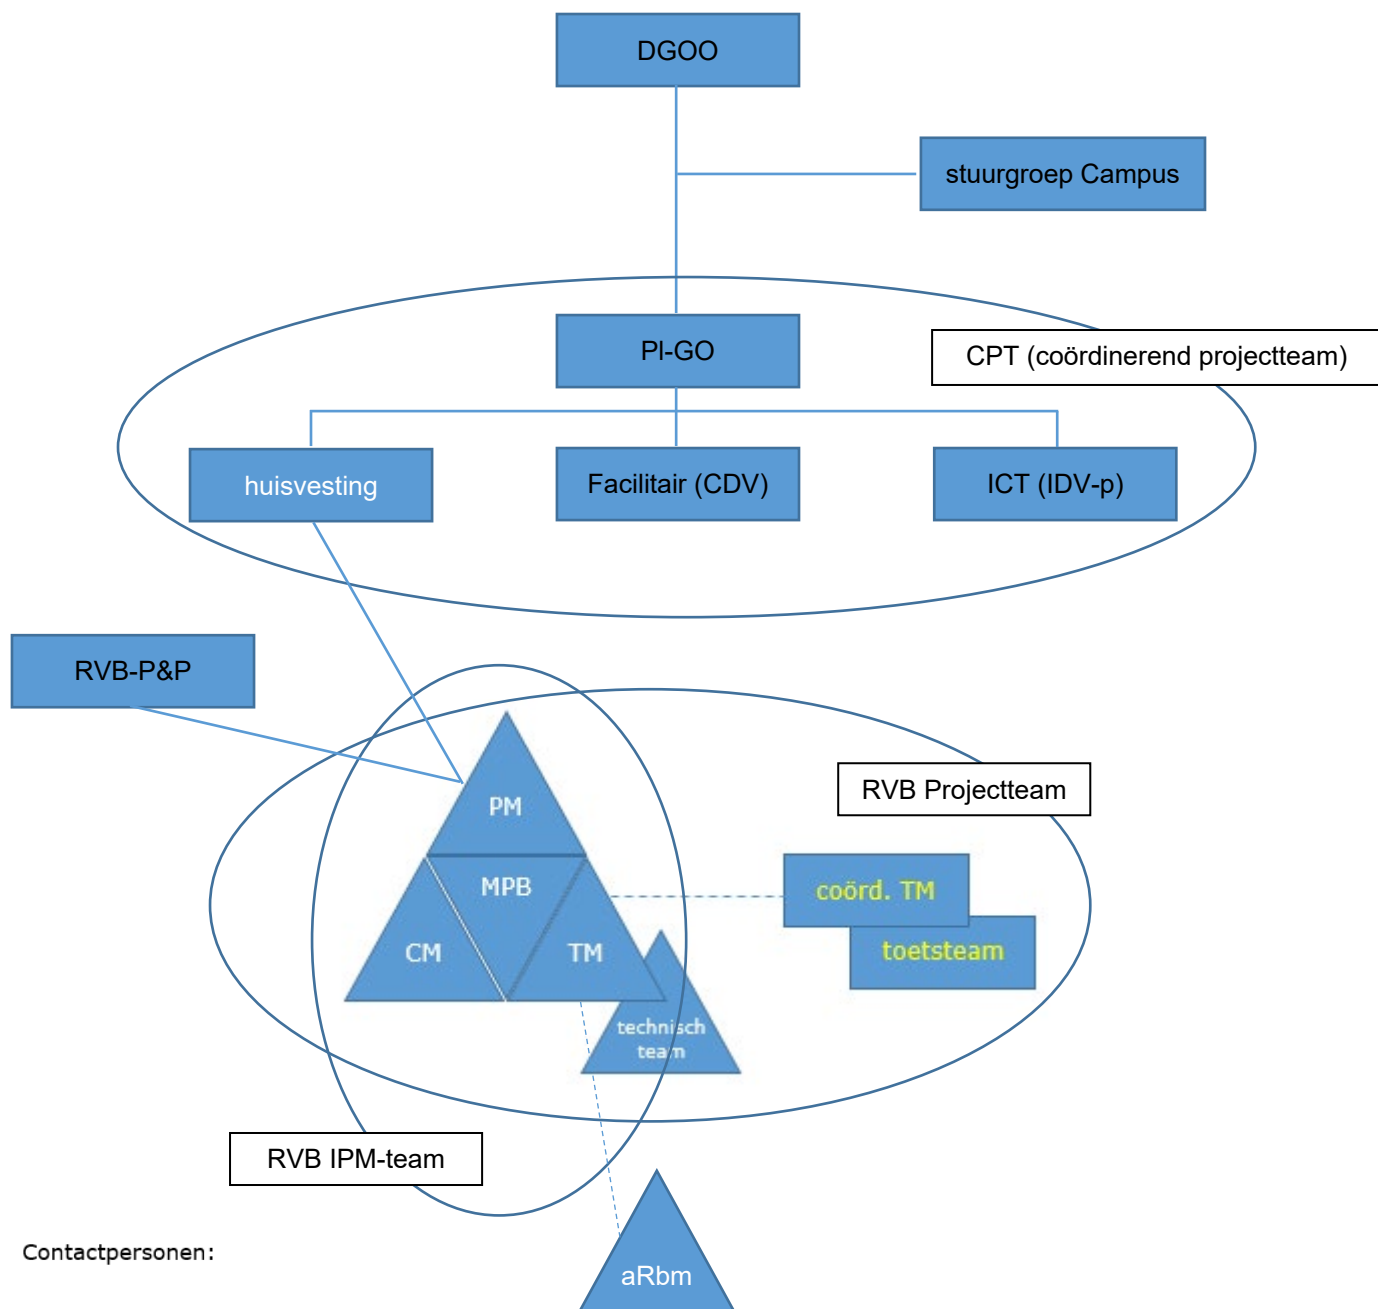 DGOO
stuurgroep Campus
PI-GO
CPT (coördinerend projectteam)
huisvesting
Facilitair (CDV)
ICT (IDV-p)
RVB-P&P
RVB Projectteam
PM
MPB
CM
TM
coörd. TM
toetsteam
technisch
team
RVB IPM-team
Contactpersonen:
aRbm